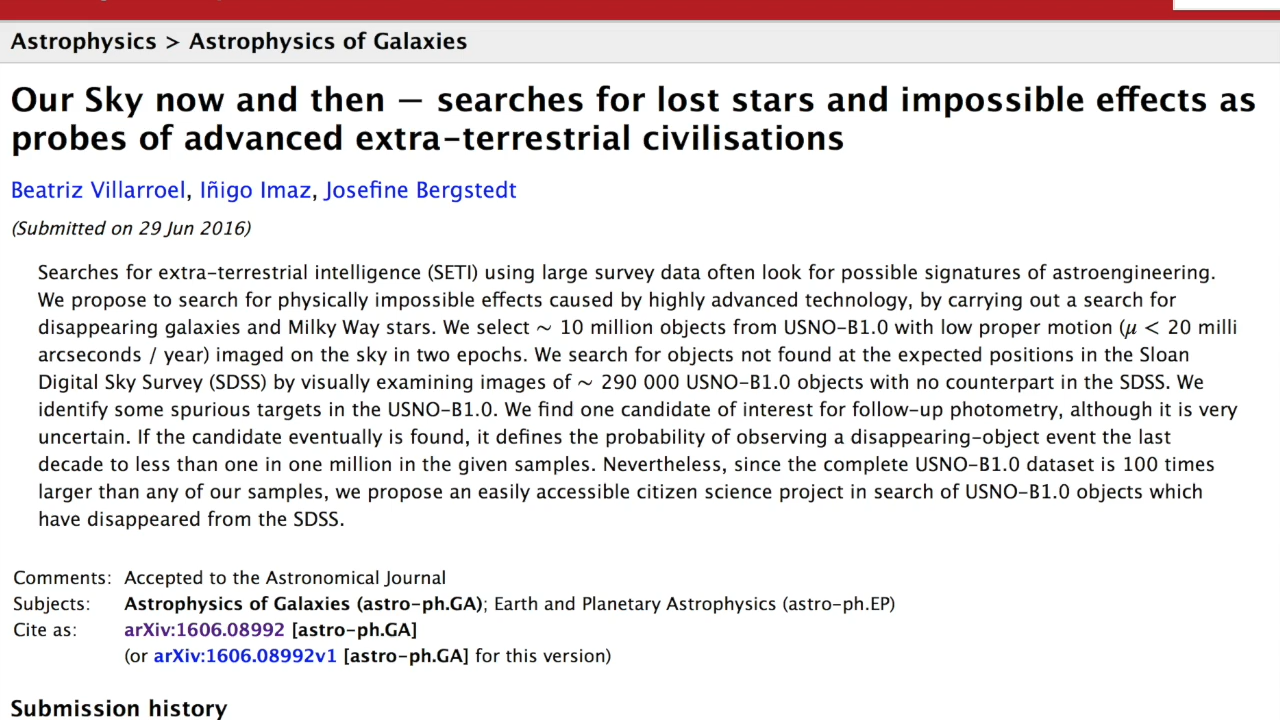 Astrophysics > Astrophysics of Galaxies
Our Sky now and then − searches for lost stars and impossible effects as
probes of advanced extra-terrestrial civilisations
Beatriz Villarroel, Iñigo Imaz, Josefine Bergstedt
(Submitted on 29 Jun 2016)
Searches for extra-terrestrial intelligence (SETI) using large survey data often look for possible signatures of astroengineering.
We propose to search for physically impossible effects caused by highly advanced technology, by carrying out a search for
disappearing galaxies and Milky Way stars. We select ∼ 10 million objects from USNO-B1.0 with low proper motion (μ < 20 milli
arcseconds / year) imaged on the sky in two epochs. We search for objects not found at the expected positions in the Sloan
Digital Sky Survey (SDSS) by visually examining images of ∼ 290 000 USNO-B1.0 objects with no counterpart in the SDSS. We
identify some spurious targets in the USNO-B1.0. We find one candidate of interest for follow-up photometry, although it is very
uncertain. If the candidate eventually is found, it defines the probability of observing a disappearing-object event the last
decade to less than one in one million in the given samples. Nevertheless, since the complete USNO-B1.0 dataset is 100 times
larger than any of our samples, we propose an easily accessible citizen science project in search of USNO-B1.0 objects which
have disappeared from the SDSS.
Comments: Accepted to the Astronomical Journal
Subjects: Astrophysics of Galaxies (astro-ph.GA); Earth and Planetary Astrophysics (astro-ph.EP)
Cite as: arXiv:1606.08992 [astro-ph.GA]
(or arXiv:1606.08992v1 [astro-ph.GA] for this version)
Submission history